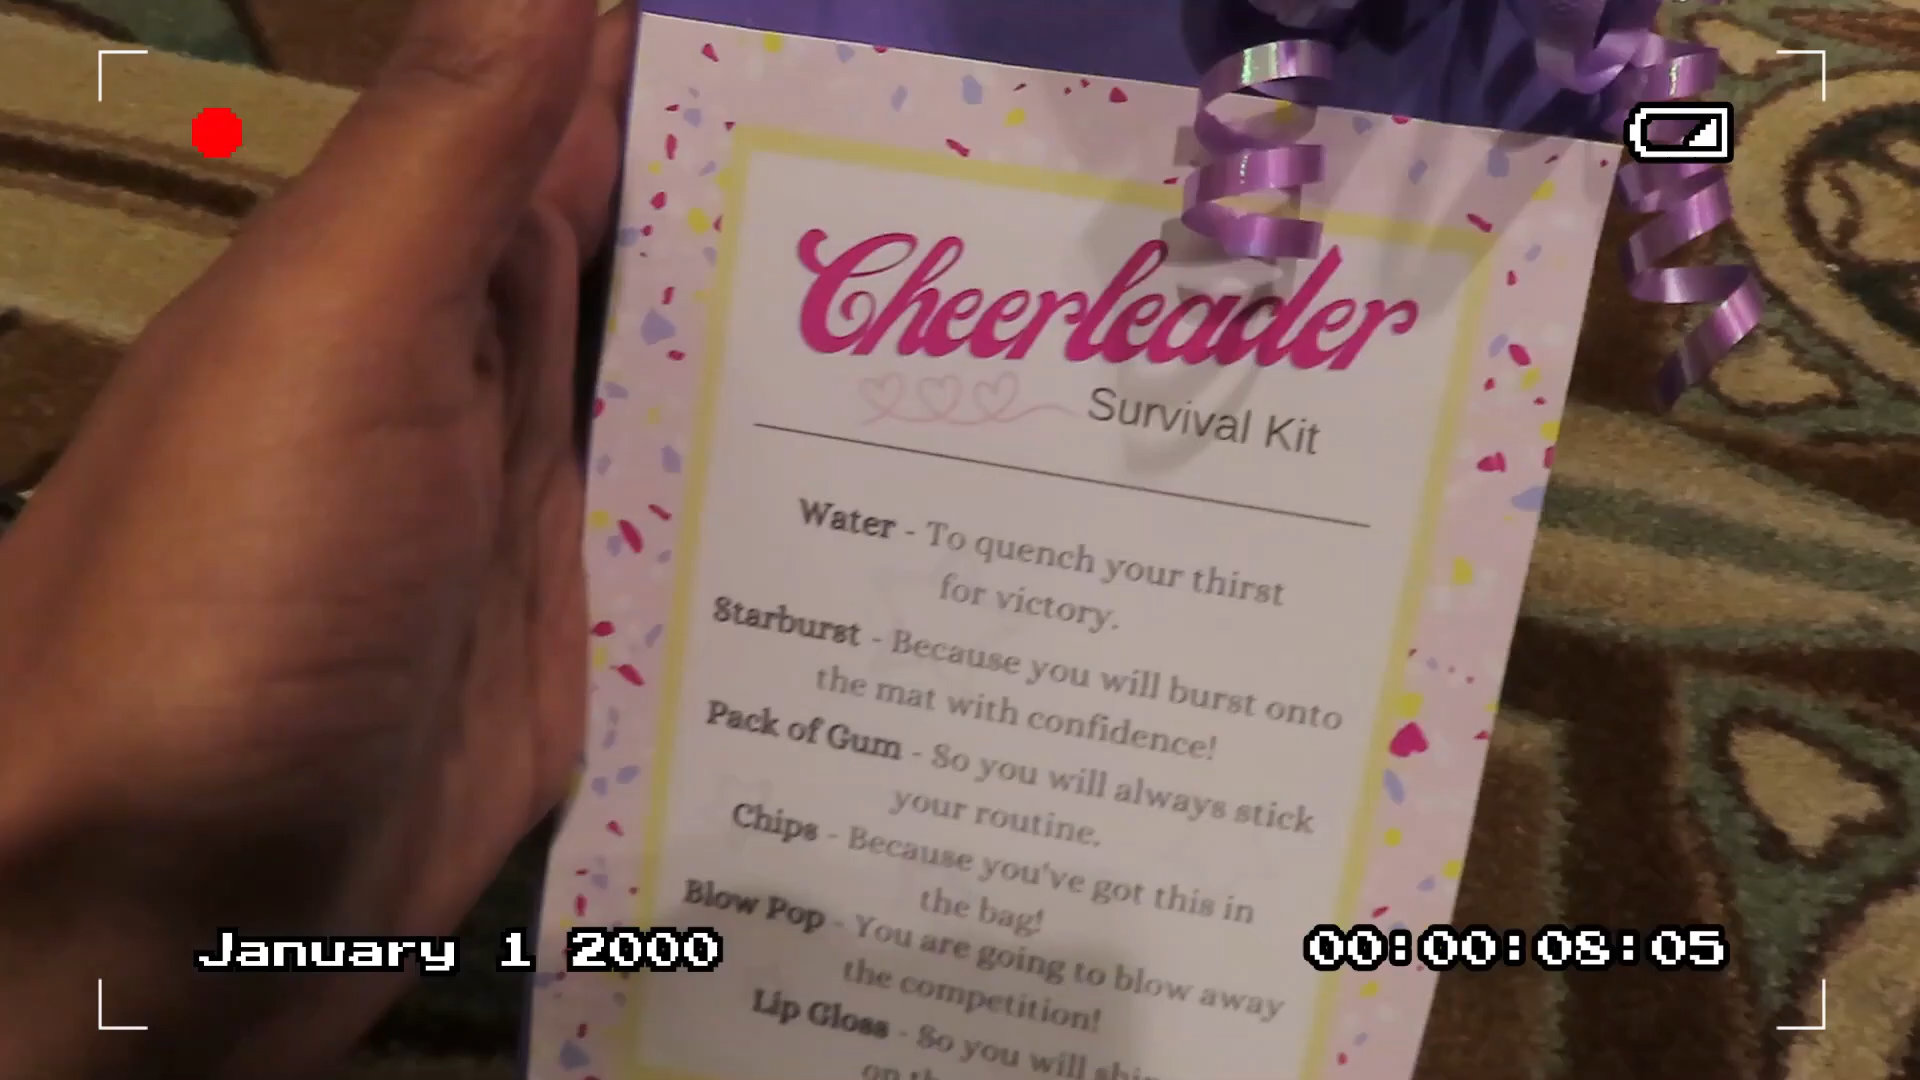 Cheerleader
Survival Kit
Water - To quench your thirst
for victory.
Starburst - Because you will burst onto
the mat with confidence!
Pack of Gum - So you will always stick
your routine.
Chips - Because you've got this in
the bag!
Blow Pop - You are going to blow away
the competition!
Lip Gloss - So you will
on
January 1 2000
00:00:08:05